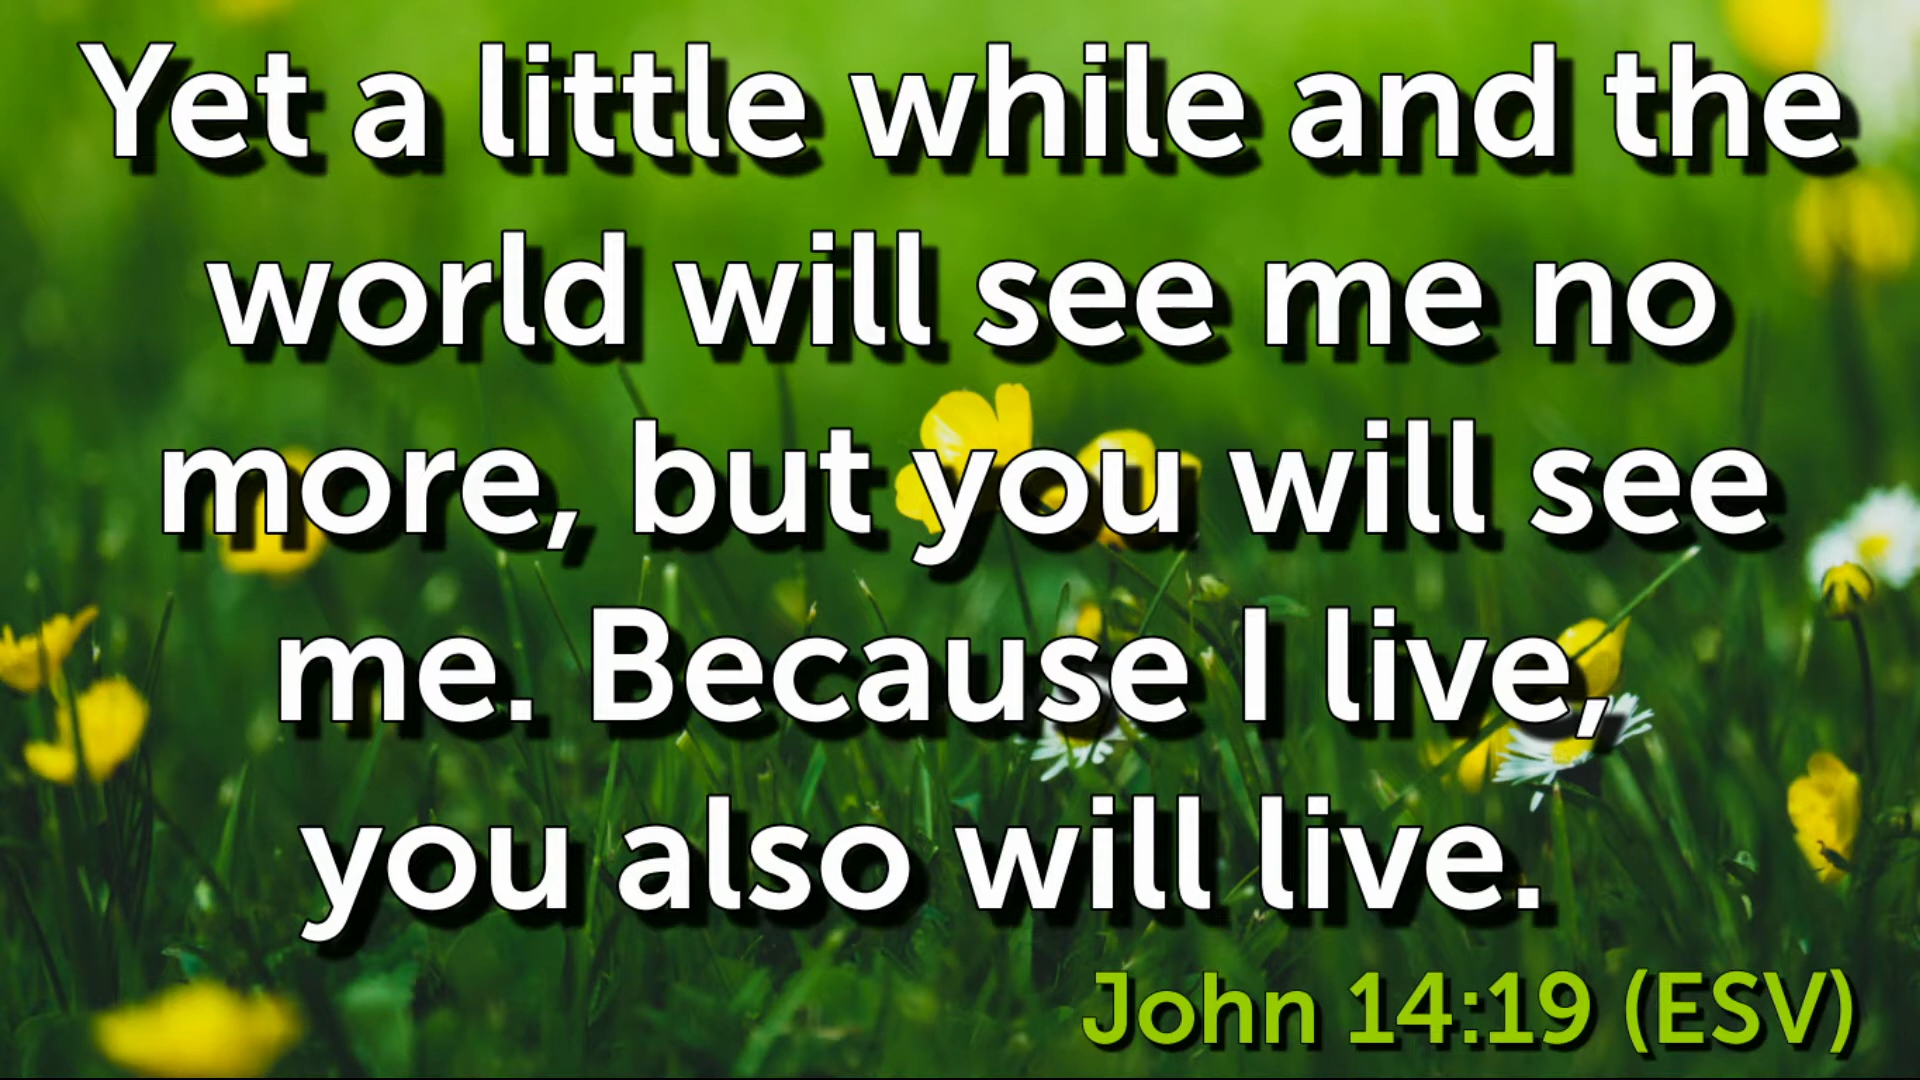 Yet a little while and the
world will see me no
more, but you will see
me. Because I live,
you also will live.
John 14:19 (ESV)